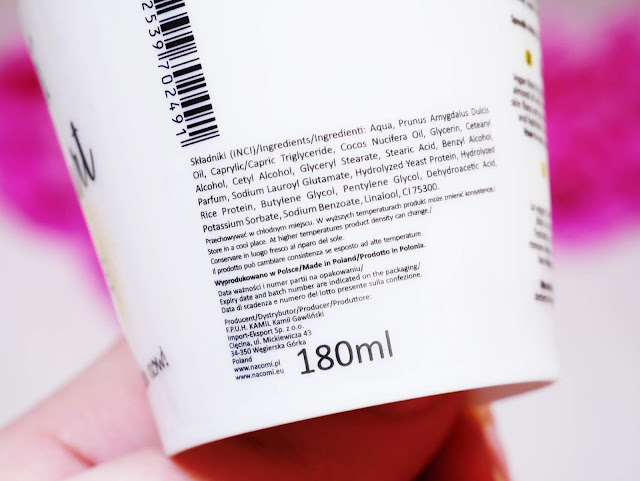 2539702491
Składniki (INCI)/Ingredients/Ingredienti: Aqua, Prunus Amygdalus Dulcis
Oil, Caprylic/Capric Triglyceride, Cocos Nucifera Oil, Glycerin, Cetearyl
Alcohol, Cetyl Alcohol, Glyceryl Stearate, Stearic Acid, Benzyl Alcohol,
Parfum, Sodium Lauroyl Glutamate, Hydrolyzed Yeast Protein, Hydrolyzed
Rice Protein, Butylene Glycol, Pentylene Glycol, Dehydroacetic Acid,
Potassium Sorbate, Sodium Benzoate, Linalool, CI 75300.
Przechowywać w chłodnym miejscu. W wyższych temperaturach produkt może zmienić konsystencę/
Store in a cool place. At higher temperatures product density can change./
Conservare in luogo fresco al riparo del sole.
Il prodotto può cambiare consistenza se esposto ad alte temperature
Wyprodukowano w Polsce/Made in Poland/Prodotto in Polonia.
Data ważności i numer partii na opakowaniu/
Expiry date and batch number are indicated on the packaging/
Data di scadenza e numero del lotto presente sulla confezione.
Producent/Dystrybutor/Producer/Produttore:
F.P.U.H. KAMIL Kamil Gawliński
Import-Eksport Sp. z o.o.
Cięcina, ul. Mickiewicza 43
34-350 Węgierska Górka
Poland
www.nacomi.pl
www.nacomi.eu
180ml
now!